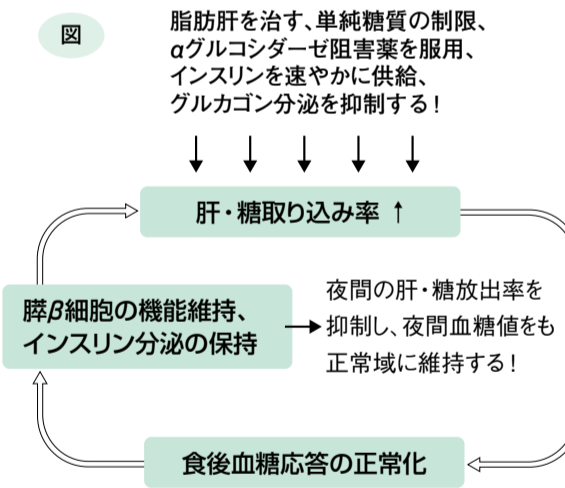 図
脂肪肝を治す、単純糖質の制限、
αグルコシダーゼ阻害薬を服用、
インスリンを速やかに供給、
グルカゴン分泌を抑制する！
肝・糖取り込み率 ↑
膵β細胞の機能維持、
インスリン分泌の保持
夜間の肝・糖放出率を
抑制し、夜間血糖値をも
正常域に維持する！
食後血糖応答の正常化